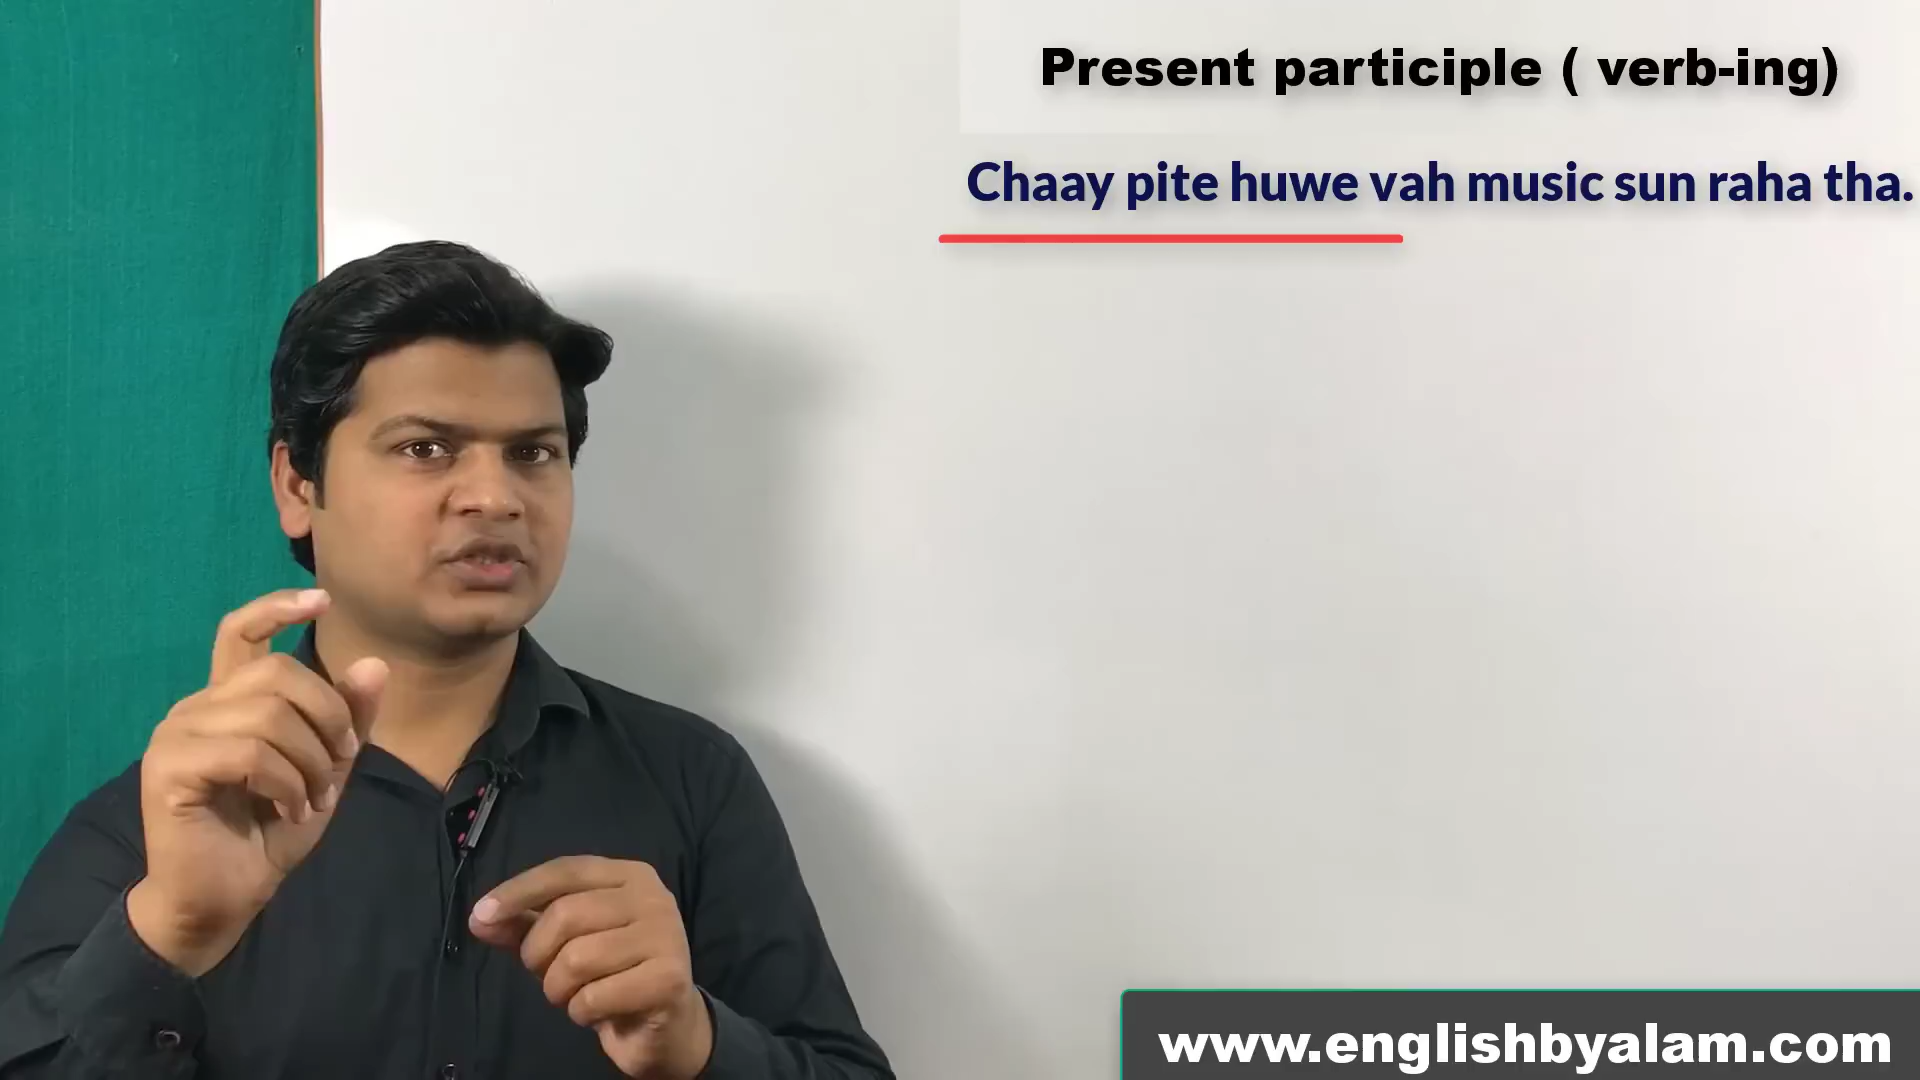 Present participle ( verb-ing)
Chaay pite huwe vah music sun raha tha.
www.englishbyalam.com